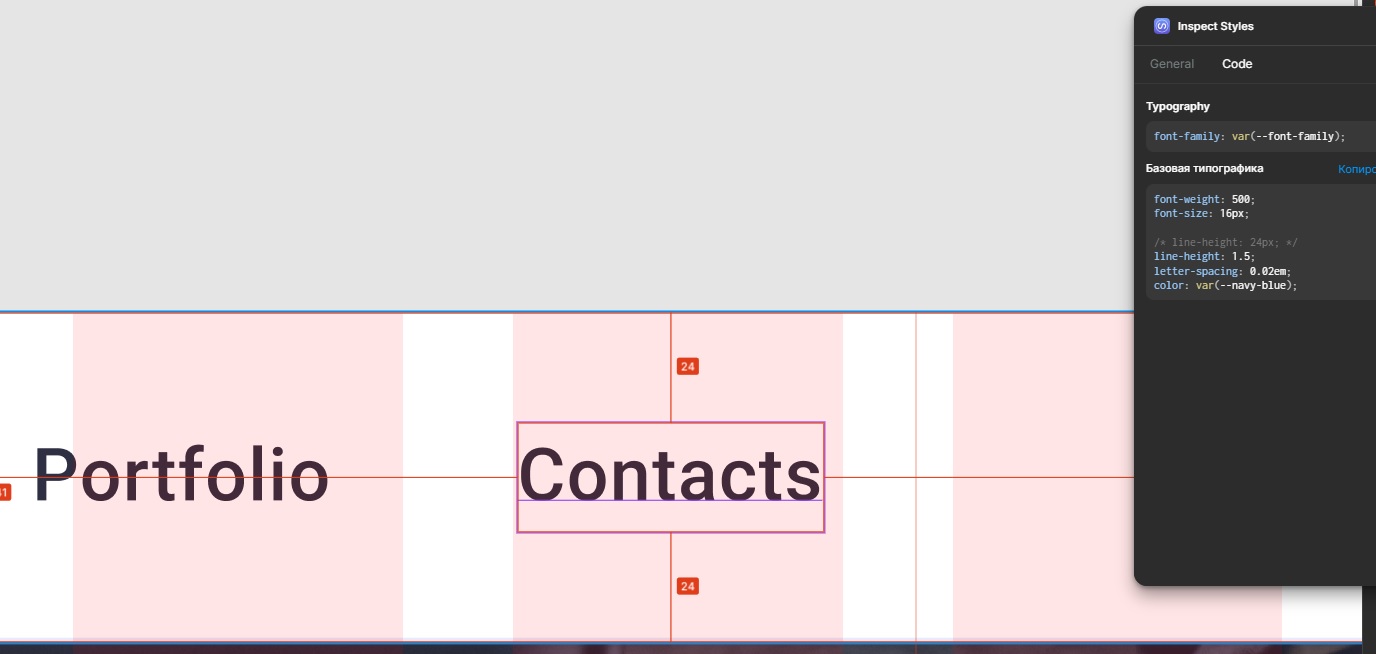 Inspect Styles
General Code
Typography
font-family: var(--font-family);
Базовая типографика Копиро
font-weight: 500;
font-size: 16px;
/* line-height: 24px; */
line-height: 1.5;
letter-spacing: 0.02em;
color: var(--navy-blue);
24
Portfolio Contacts
41
24